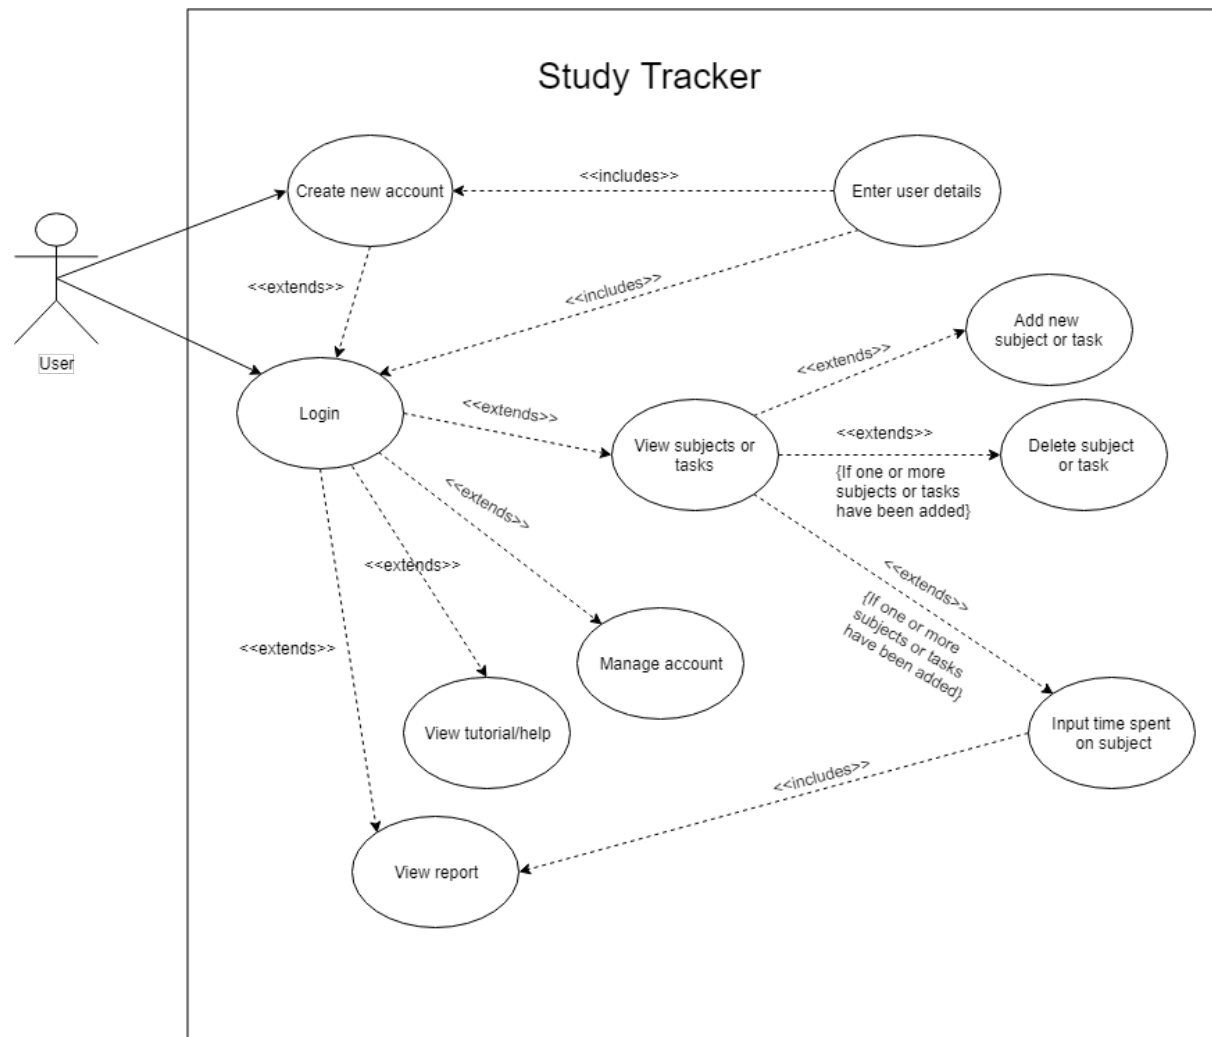 Study Tracker
Create new account
<<includes>>
Enter user details
<<extends>>
<<includes>>
User
Add new
subject or task
<<extends>>
Login
<<extends>>
View subjects or
tasks
<<extends>>
{If one or more
subjects or tasks
have been added}
Delete subject
or task
<<extends>>
<<extends>>
<<extends>>
{If one or more
subjects or tasks
have been added}
<<extends>>
Manage account
View tutorial/help
Input time spent
on subject
<<includes>>
View report